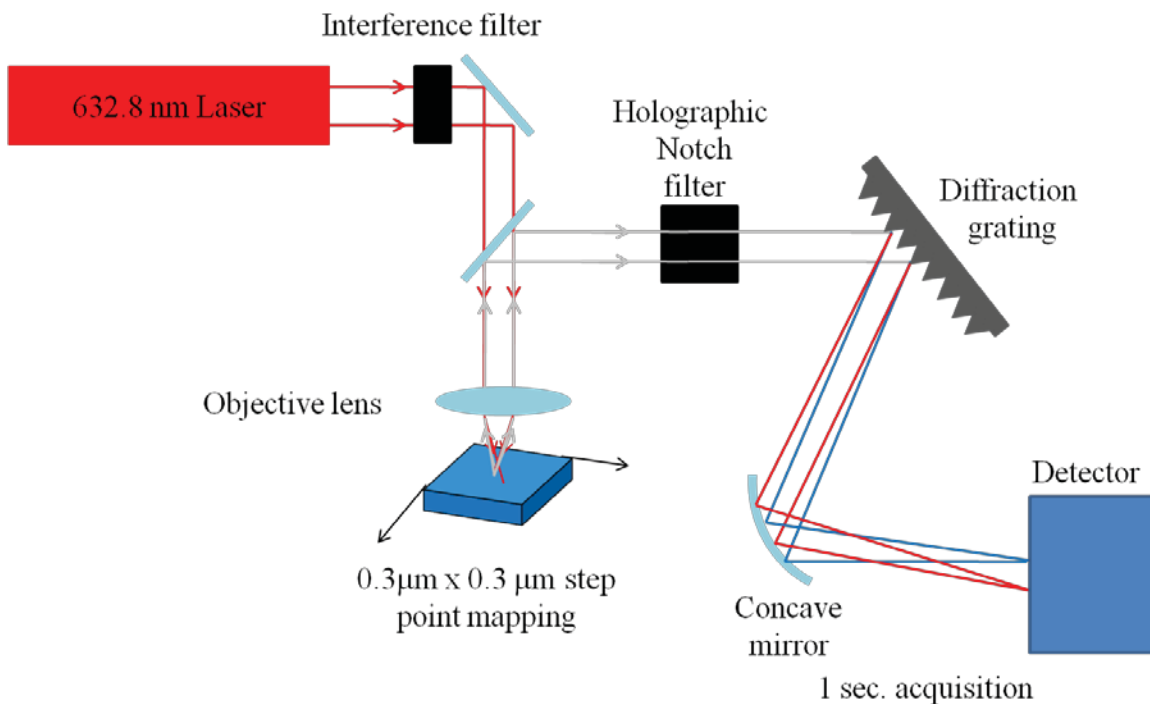 Interference filter
632.8 nm Laser
Holographic
Notch
filter
Diffraction
grating
Objective lens
Detector
0.3μm x 0.3 μm step
point mapping
Concave
mirror
1 sec. acquisition